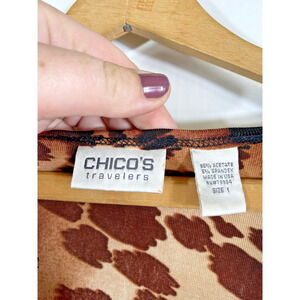 CHICO'S
travelers
95% ACETATE
5% SPANDEX
MADE IN USA
SIZE 1